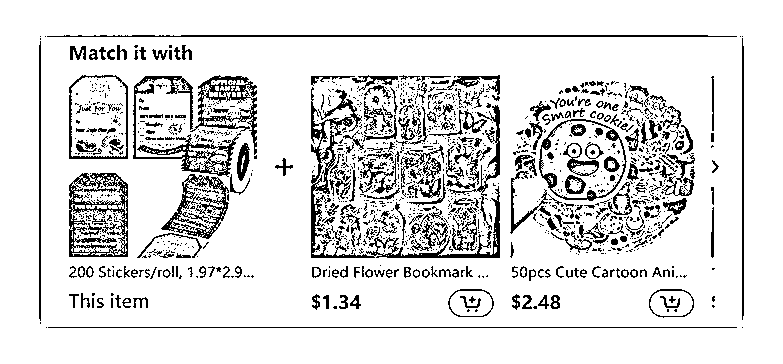 Match it with
Just For You
You're one
Smart cookie!
200 Stickers/roll, 1.97*2.9...
Dried Flower Bookmark ...
50pcs Cute Cartoon Ani...
This item
$1.34
$2.48